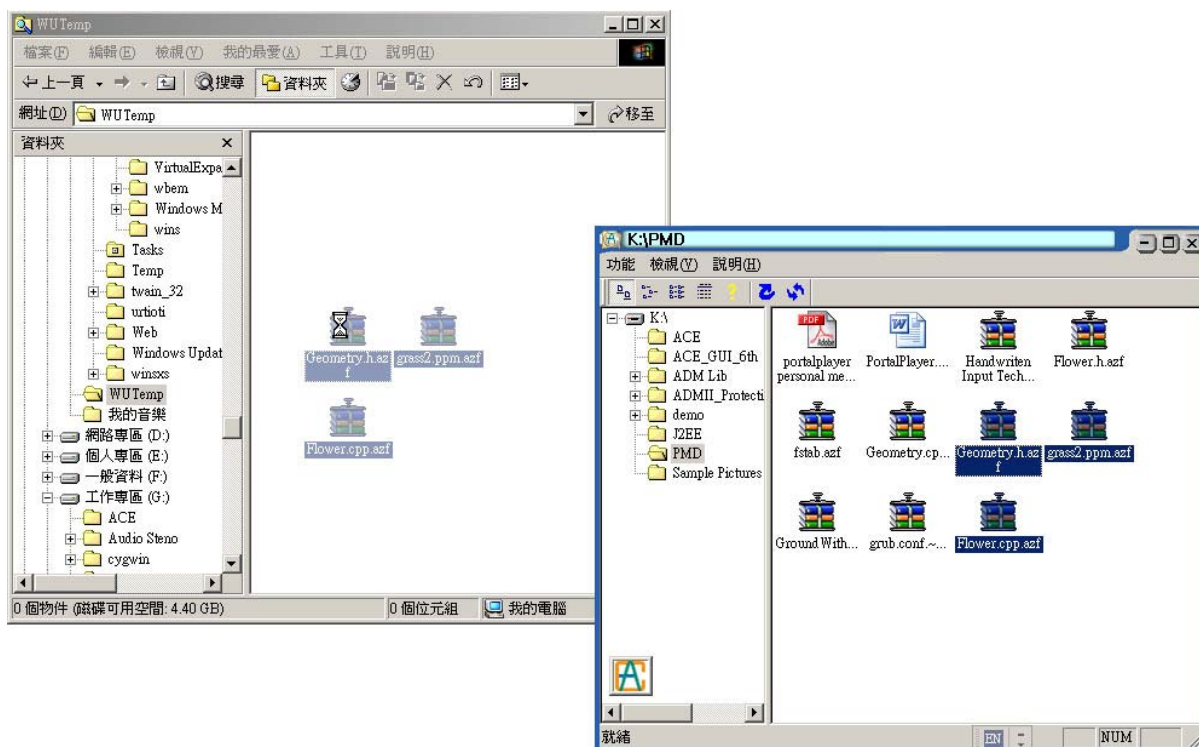 WUTemp
檔案(F) 編輯(E) 檢視(V) 我的最愛(A) 工具(T) 說明(H)
上一頁 搜尋 資料夾
網址(D) WUTemp 移至
資料夾
VirtualExpa
wbem
Windows M
wins
Tasks
Temp
twain_32
urtioti
Web
Windows Updat
winsxs
WUTemp
我的音樂
網路專區 (D:)
個人專區 (E:)
一般資料 (F:)
工作專區 (G:)
ACE
Audio Steno
cygwin
Geometry.h.az
f
grass2.ppm.azf
Flower.cpp.azf
0 個物件 (磁碟可用空間: 4.40 GB) 0 個位元組 我的電腦
K:\PMD
功能 檢視(V) 說明(H)
K:\
ACE
ACE_GUI_6th
ADM Lib
ADMII_Protecti
demo
J2EE
PMD
Sample Pictures
PDF
Adobe
portalplayer
personal me...
PortalPlayer....
Handwriten
Input Tech...
Flower.h.azf
fstab.azf
Geometry.cp...
Geometry.h.az
f
grass2.ppm.azf
Ground With...
grub.conf.~...
Flower.cpp.azf
就緒 EN NUM